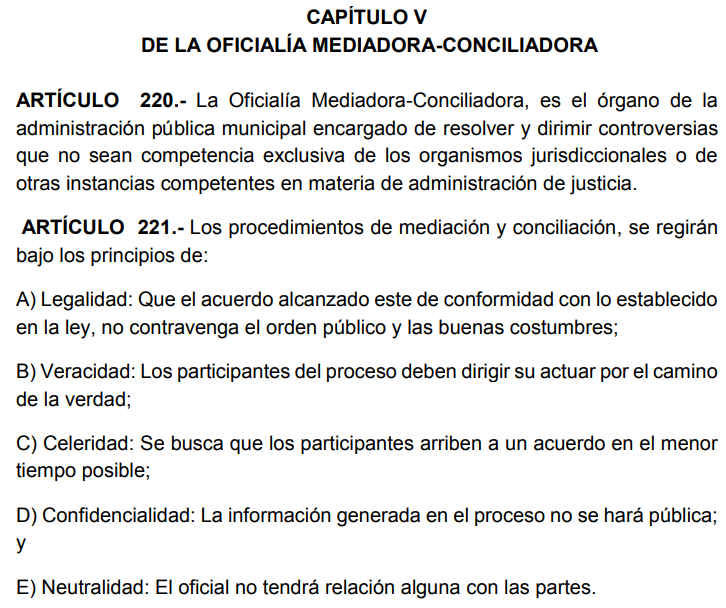 CAPÍTULO V
DE LA OFICIALÍA MEDIADORA-CONCILIADORA
ARTÍCULO 220.- La Oficialía Mediadora-Conciliadora, es el órgano de la
administración pública municipal encargado de resolver y dirimir controversias
que no sean competencia exclusiva de los organismos jurisdiccionales o de
otras instancias competentes en materia de administración de justicia.
ARTÍCULO 221.- Los procedimientos de mediación y conciliación, se regirán
bajo los principios de:
A) Legalidad: Que el acuerdo alcanzado este de conformidad con lo establecido
en la ley, no contravenga el orden público y las buenas costumbres;
B) Veracidad: Los participantes del proceso deben dirigir su actuar por el camino
de la verdad;
C) Celeridad: Se busca que los participantes arriben a un acuerdo en el menor
tiempo posible;
D) Confidencialidad: La información generada en el proceso no se hará pública;
y
E) Neutralidad: El oficial no tendrá relación alguna con las partes.